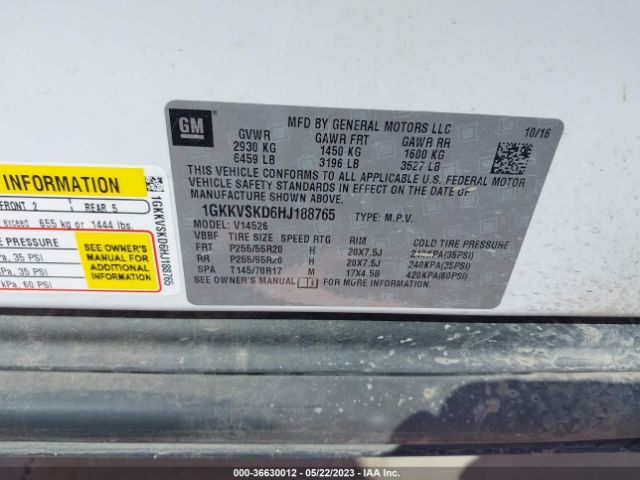 GM
MFD BY GENERAL MOTORS LLC
10/16
GVWR GAWR FRT GAWR RR
2930 KG 1450 KG 1600 KG
6459 LB 3196 LB 3527 LB
THIS VEHICLE CONFORMS TO ALL APPLICABLE U.S. FEDERAL MOTOR
VEHICLE SAFETY STANDARDS IN EFFECT ON THE DATE OF
MANUFACTURE SHOWN ABOVE.
1GKKVSKD6HJ188765 TYPE: M.P.V.
MODEL: V14526
VBBF TIRE SIZE SPEED RTG RIM COLD TIRE PRESSURE
FRT P255/55R20 H 20X7.5J 240KPA(35PSI)
RR P255/55R20 H 20X7.5J 240KPA(35PSI)
SPA T145/70R17 M 17X4.5B 420KPA(60PSI)
SEE OWNER'S MANUAL FOR MORE INFORMATION.
INFORMATION
FRONT 2 REAR 5
exceed 655 kg or 1444 lbs.
PRESSURE
kPa, 35 PSI
kPa, 35 PSI
kPa, 60 PSI
SEE OWNER'S
MANUAL FOR
ADDITIONAL
INFORMATION
1GKKVSKD6HJ188765
000-36630012 - 05/22/2023 - IAA Inc.